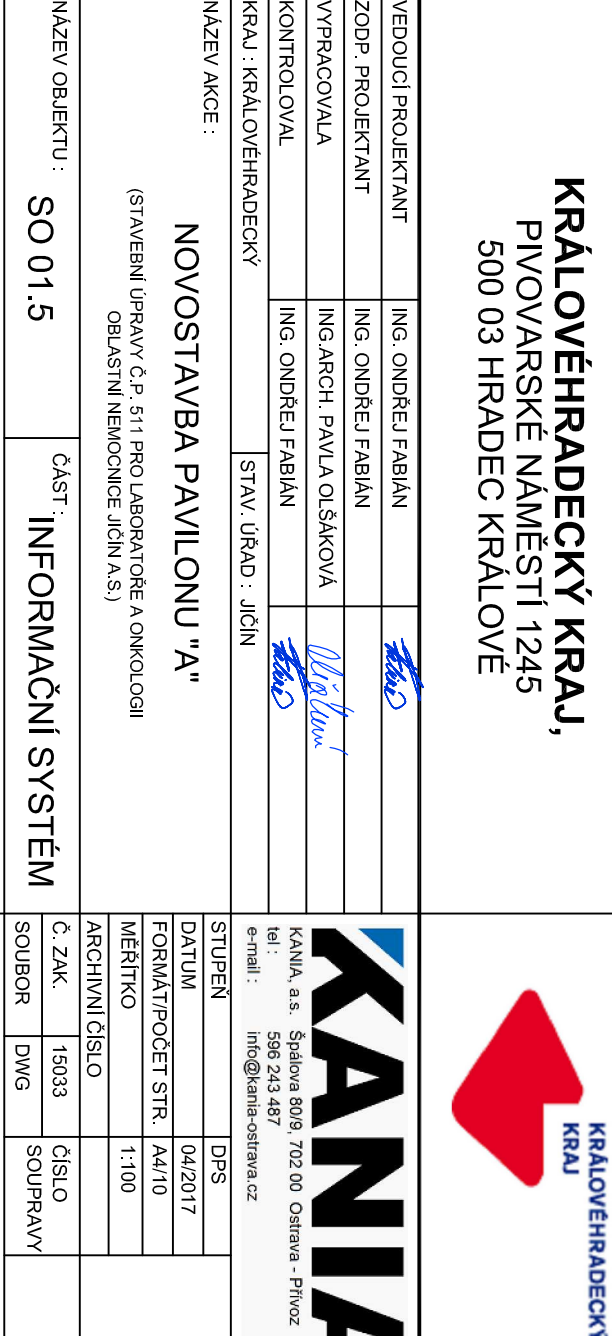 KRÁLOVÉHRADECKÝ KRAJ,
PIVOVARSKÉ NÁMĚSTÍ 1245
500 03 HRADEC KRÁLOVÉ
KRÁLOVÉHRADECKÝ
KRAJ
VEDOUCÍ PROJEKTANT ING. ONDŘEJ FABIÁN
ZODP. PROJEKTANT ING. ONDŘEJ FABIÁN
VYPRACOVALA ING.ARCH. PAVLA OLŠÁKOVÁ
KONTROLOVAL ING. ONDŘEJ FABIÁN
KRAJ : KRÁLOVÉHRADECKÝ STAV. ÚŘAD : JIČÍN
KANIA
KANIA, a.s. Špálova 80/9, 702 00 Ostrava - Přívoz
tel : 596 243 487
e-mail : info@kania-ostrava.cz
NÁZEV AKCE :
NOVOSTAVBA PAVILONU "A"
(STAVEBNÍ ÚPRAVY Č.P. 511 PRO LABORATOŘE A ONKOLOGII
OBLASTNÍ NEMOCNICE JIČÍN A.S.)
STUPEŇ DPS
DATUM 04/2017
FORMÁT/POČET STR. A4/10
MĚŘÍTKO 1:100
ARCHIVNÍ ČÍSLO
NÁZEV OBJEKTU : SO 01.5
ČÁST : INFORMAČNÍ SYSTÉM
Č. ZAK. 15033 ČÍSLO
SOUBOR DWG SOUPRAVY